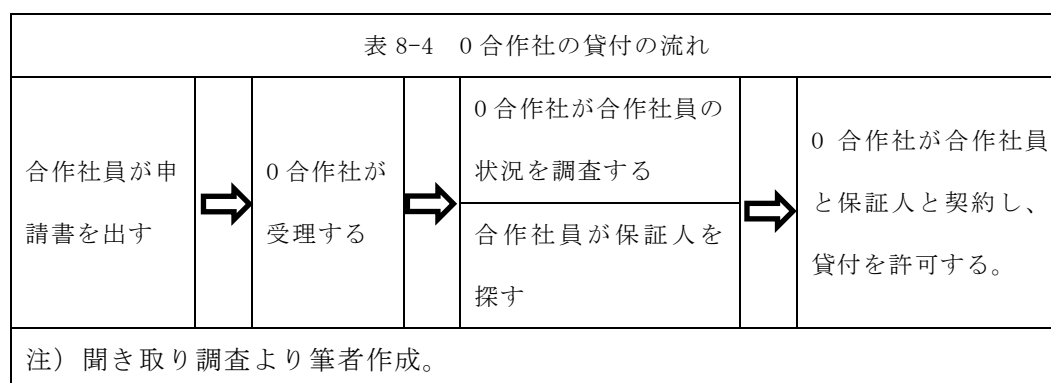 表 8-4 O 合作社の貸付の流れ
合作社員が申
請書を出す
O 合作社が
受理する
O 合作社が合作社員の
状況を調査する
合作社員が保証人を
探す
O 合作社が合作社員
と保証人と契約し、
貸付を許可する。
注）聞き取り調査より筆者作成。